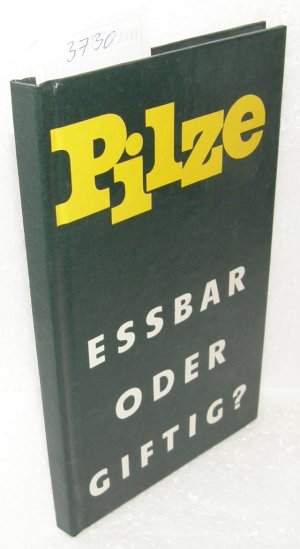 3730
Pilze
ESSBAR
ODER
GIFTIG?